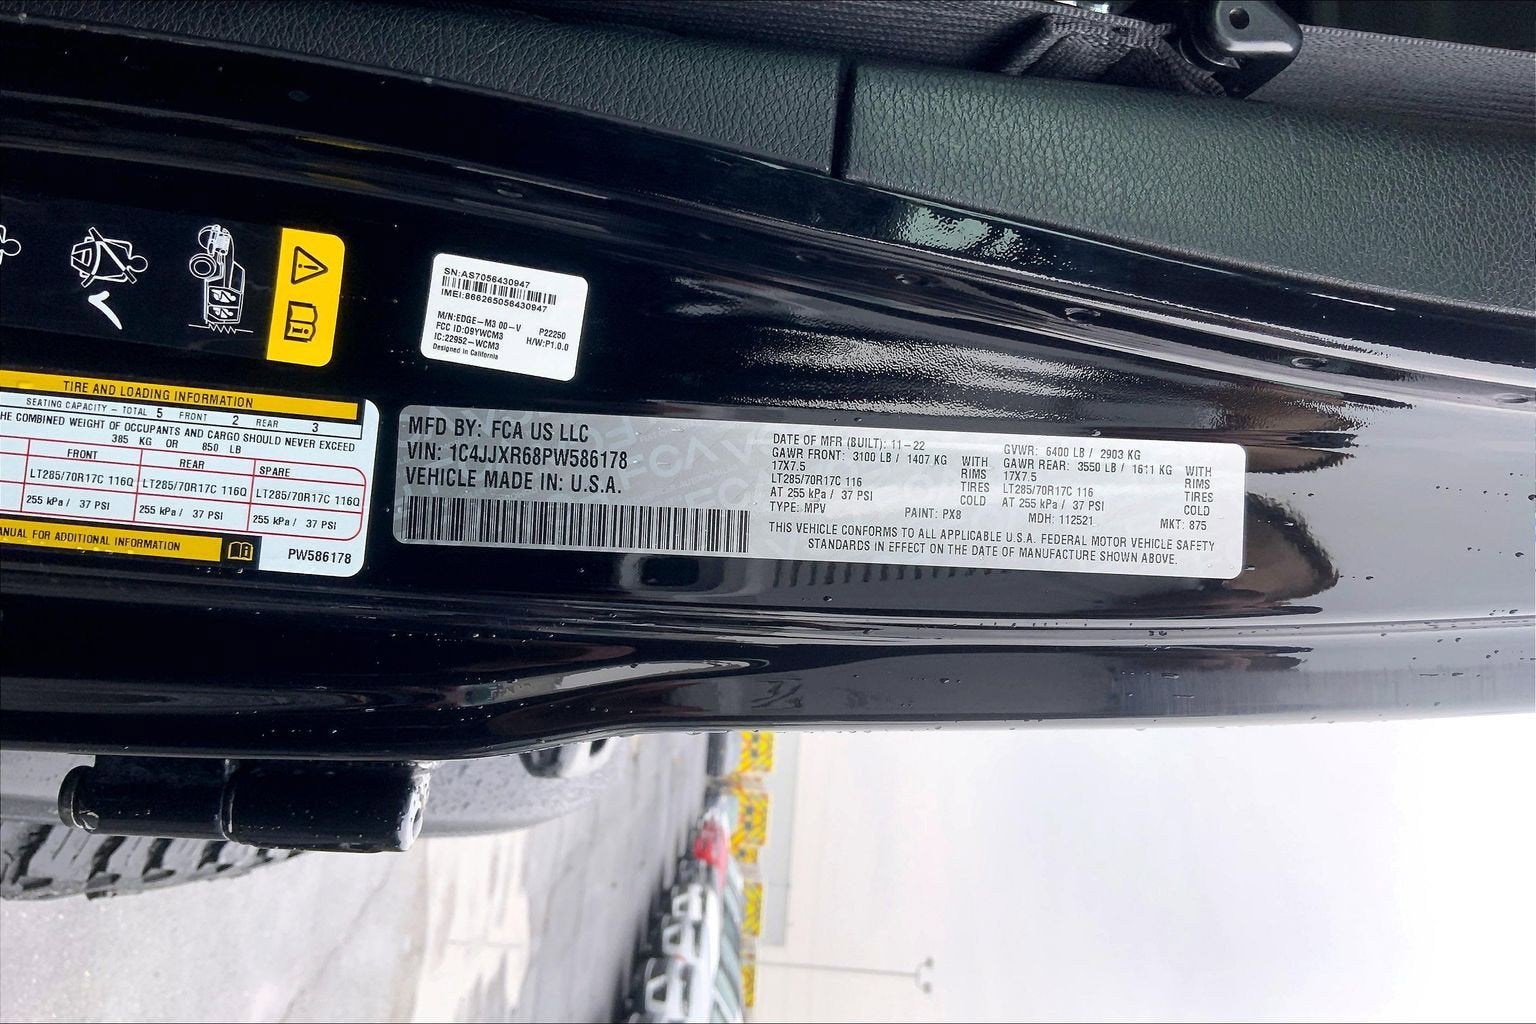 SN:AS7056430947
IMEI:866265056430947
M/N:EDGE-M3 00-V P22250
FCC ID:O9YWCM3 H/W:P1.0.0
IC:22952-WCM3
Designed in California
TIRE AND LOADING INFORMATION
SEATING CAPACITY - TOTAL 5 FRONT 2 REAR 3
HE COMBINED WEIGHT OF OCCUPANTS AND CARGO SHOULD NEVER EXCEED
385 KG OR 850 LB
FRONT REAR SPARE
LT285/70R17C 116Q LT285/70R17C 116Q LT285/70R17C 116Q
255 kPa / 37 PSI 255 kPa / 37 PSI 255 kPa / 37 PSI
ANUAL FOR ADDITIONAL INFORMATION
PW586178
MFD BY: FCA US LLC
VIN: 1C4JJXR68PW586178
VEHICLE MADE IN: U.S.A.
DATE OF MFR (BUILT): 11-22 GVWR: 6400 LB / 2903 KG
GAWR FRONT: 3100 LB / 1407 KG WITH GAWR REAR: 3550 LB / 1611 KG WITH
17X7.5 RIMS 17X7.5 RIMS
LT285/70R17C 116 TIRES LT285/70R17C 116 TIRES
AT 255 kPa / 37 PSI COLD AT 255 kPa / 37 PSI COLD
TYPE: MPV PAINT: PX8 MDH: 112521 MKT: 875
THIS VEHICLE CONFORMS TO ALL APPLICABLE U.S.A. FEDERAL MOTOR VEHICLE SAFETY
STANDARDS IN EFFECT ON THE DATE OF MANUFACTURE SHOWN ABOVE.